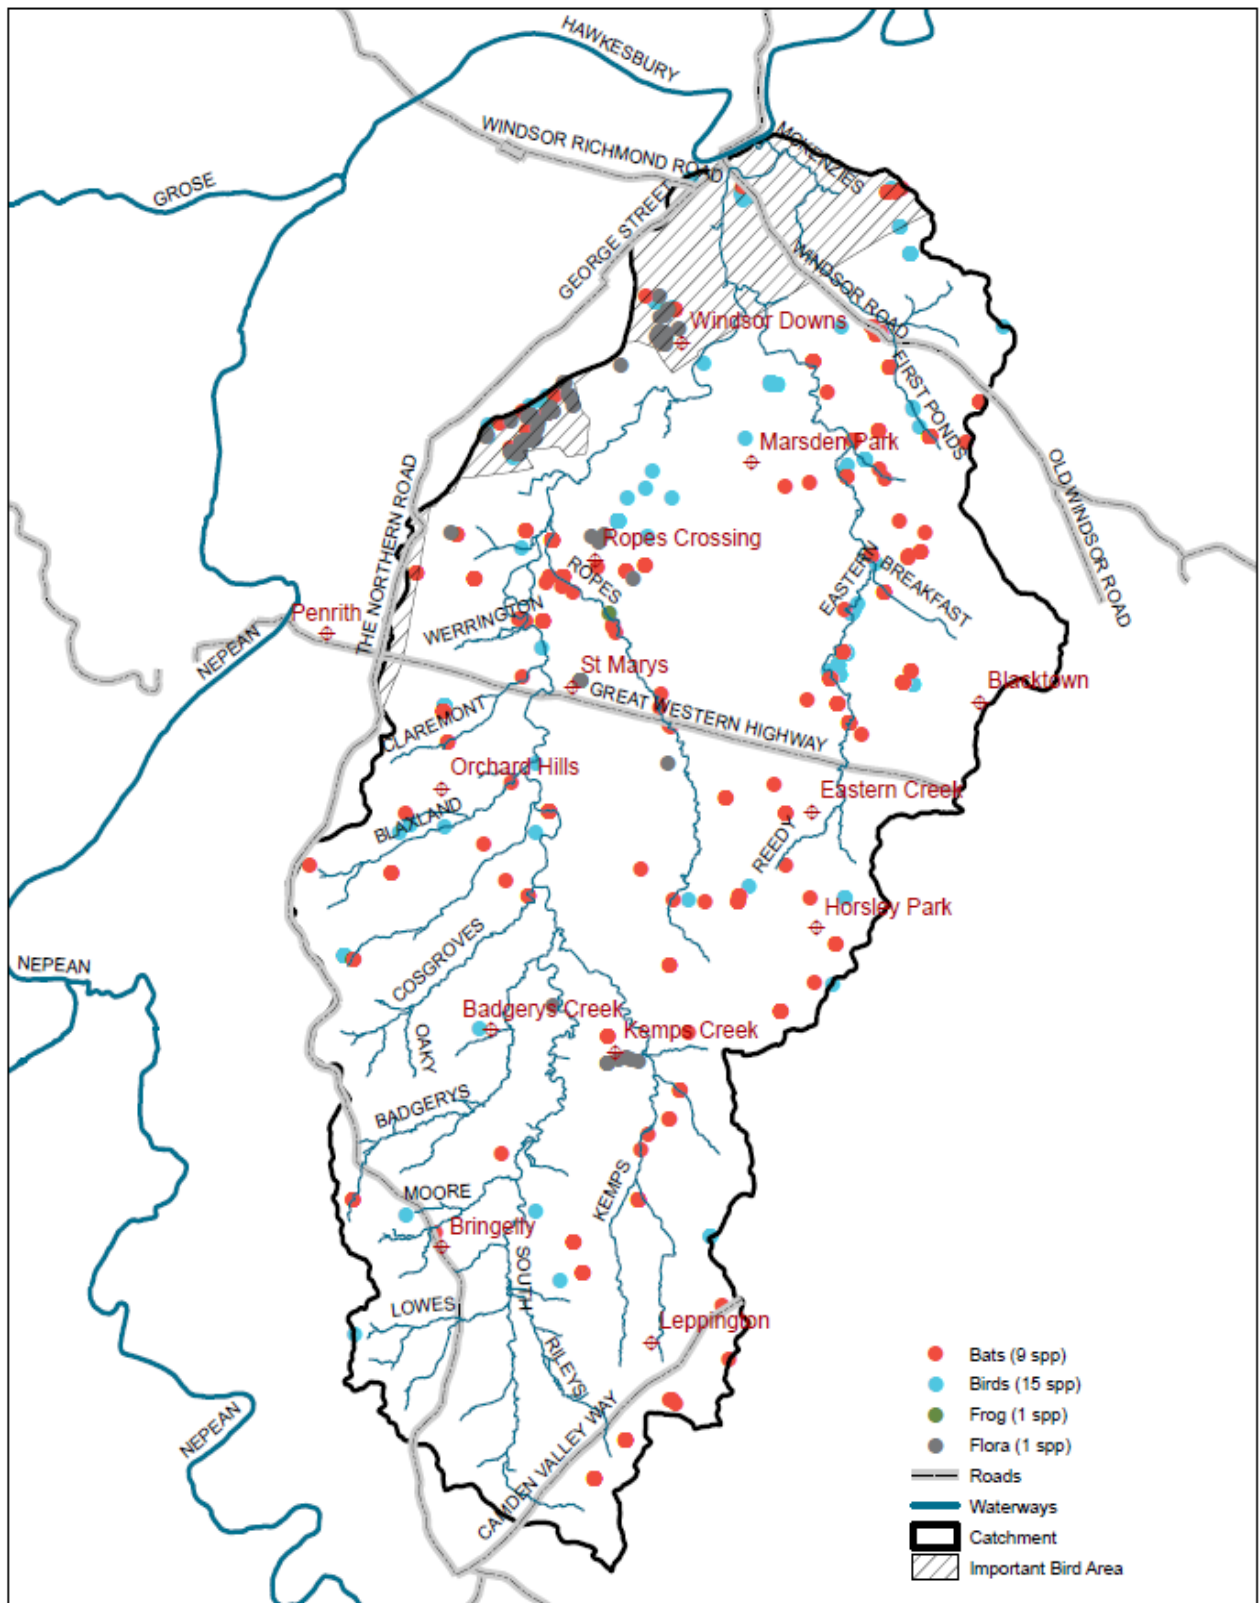 HAWKESBURY
WINDSOR RICHMOND ROAD
MCKENZIES
GROSE
GEORGE STREET
WINDSOR ROAD
Windsor Downs
FIRST PONDS
Marsden Park
OLD WINDSOR ROAD
THE NORTHERN ROAD
Ropes Crossing
ROPES
EASTERN
BREAKFAST
Penrith
WERRINGTON
NEPEAN
St Marys
Blacktown
GREAT WESTERN HIGHWAY
CLAREMONT
Orchard Hills
Eastern Creek
BLAXLAND
REEDY
Horsley Park
COSGROVES
NEPEAN
Badgerys Creek
OAKY
Kemps Creek
BADGERYS
KEMPS
MOORE
Bringelly
SOUTH
LOWES
Leppington
RILEYS
NEPEAN
CAMDEN VALLEY WAY
Bats (9 spp)
Birds (15 spp)
Frog (1 spp)
Flora (1 spp)
Roads
Waterways
Catchment
Important Bird Area